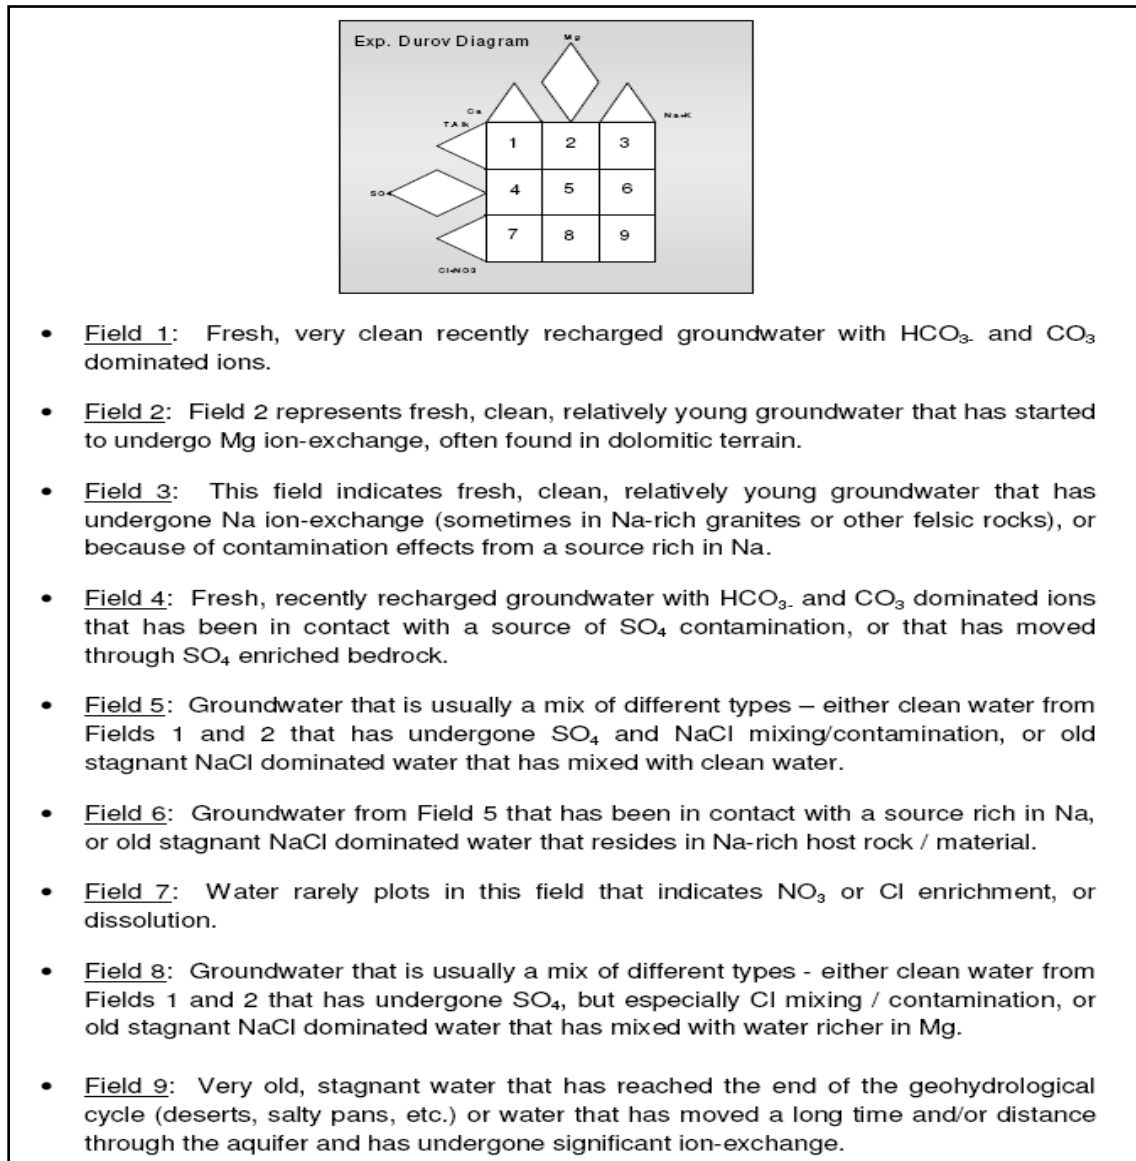 Exp. Durov Diagram
Mg
Ca
TAlk
Na+K
1 2 3
SO4
4 5 6
7 8 9
Cl+NO3
• Field 1: Fresh, very clean recently recharged groundwater with HCO₃- and CO₃
dominated ions.
• Field 2: Field 2 represents fresh, clean, relatively young groundwater that has started
to undergo Mg ion-exchange, often found in dolomitic terrain.
• Field 3: This field indicates fresh, clean, relatively young groundwater that has
undergone Na ion-exchange (sometimes in Na-rich granites or other felsic rocks), or
because of contamination effects from a source rich in Na.
• Field 4: Fresh, recently recharged groundwater with HCO₃- and CO₃ dominated ions
that has been in contact with a source of SO₄ contamination, or that has moved
through SO₄ enriched bedrock.
• Field 5: Groundwater that is usually a mix of different types – either clean water from
Fields 1 and 2 that has undergone SO₄ and NaCl mixing/contamination, or old
stagnant NaCl dominated water that has mixed with clean water.
• Field 6: Groundwater from Field 5 that has been in contact with a source rich in Na,
or old stagnant NaCl dominated water that resides in Na-rich host rock / material.
• Field 7: Water rarely plots in this field that indicates NO₃ or Cl enrichment, or
dissolution.
• Field 8: Groundwater that is usually a mix of different types - either clean water from
Fields 1 and 2 that has undergone SO₄, but especially Cl mixing / contamination, or
old stagnant NaCl dominated water that has mixed with water richer in Mg.
• Field 9: Very old, stagnant water that has reached the end of the geohydrological
cycle (deserts, salty pans, etc.) or water that has moved a long time and/or distance
through the aquifer and has undergone significant ion-exchange.